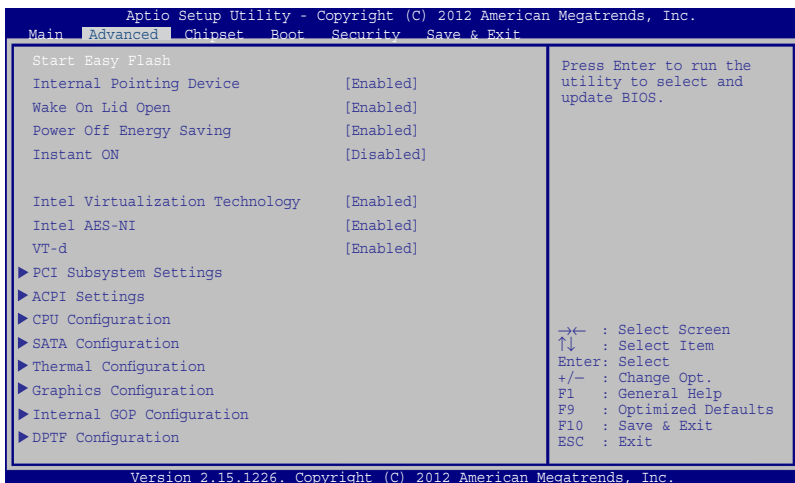 Aptio Setup Utility - Copyright (C) 2012 American Megatrends, Inc.
Main Advanced Chipset Boot Security Save & Exit
Start Easy Flash
Internal Pointing Device [Enabled]
Wake On Lid Open [Enabled]
Power Off Energy Saving [Enabled]
Instant ON [Disabled]
Intel Virtualization Technology [Enabled]
Intel AES-NI [Enabled]
VT-d [Enabled]
▶ PCI Subsystem Settings
▶ ACPI Settings
▶ CPU Configuration
▶ SATA Configuration
▶ Thermal Configuration
▶ Graphics Configuration
▶ Internal GOP Configuration
▶ DPTF Configuration
Press Enter to run the
utility to select and
update BIOS.
→← : Select Screen
↑↓ : Select Item
Enter: Select
+/— : Change Opt.
F1 : General Help
F9 : Optimized Defaults
F10 : Save & Exit
ESC : Exit
Version 2.15.1226. Copyright (C) 2012 American Megatrends, Inc.